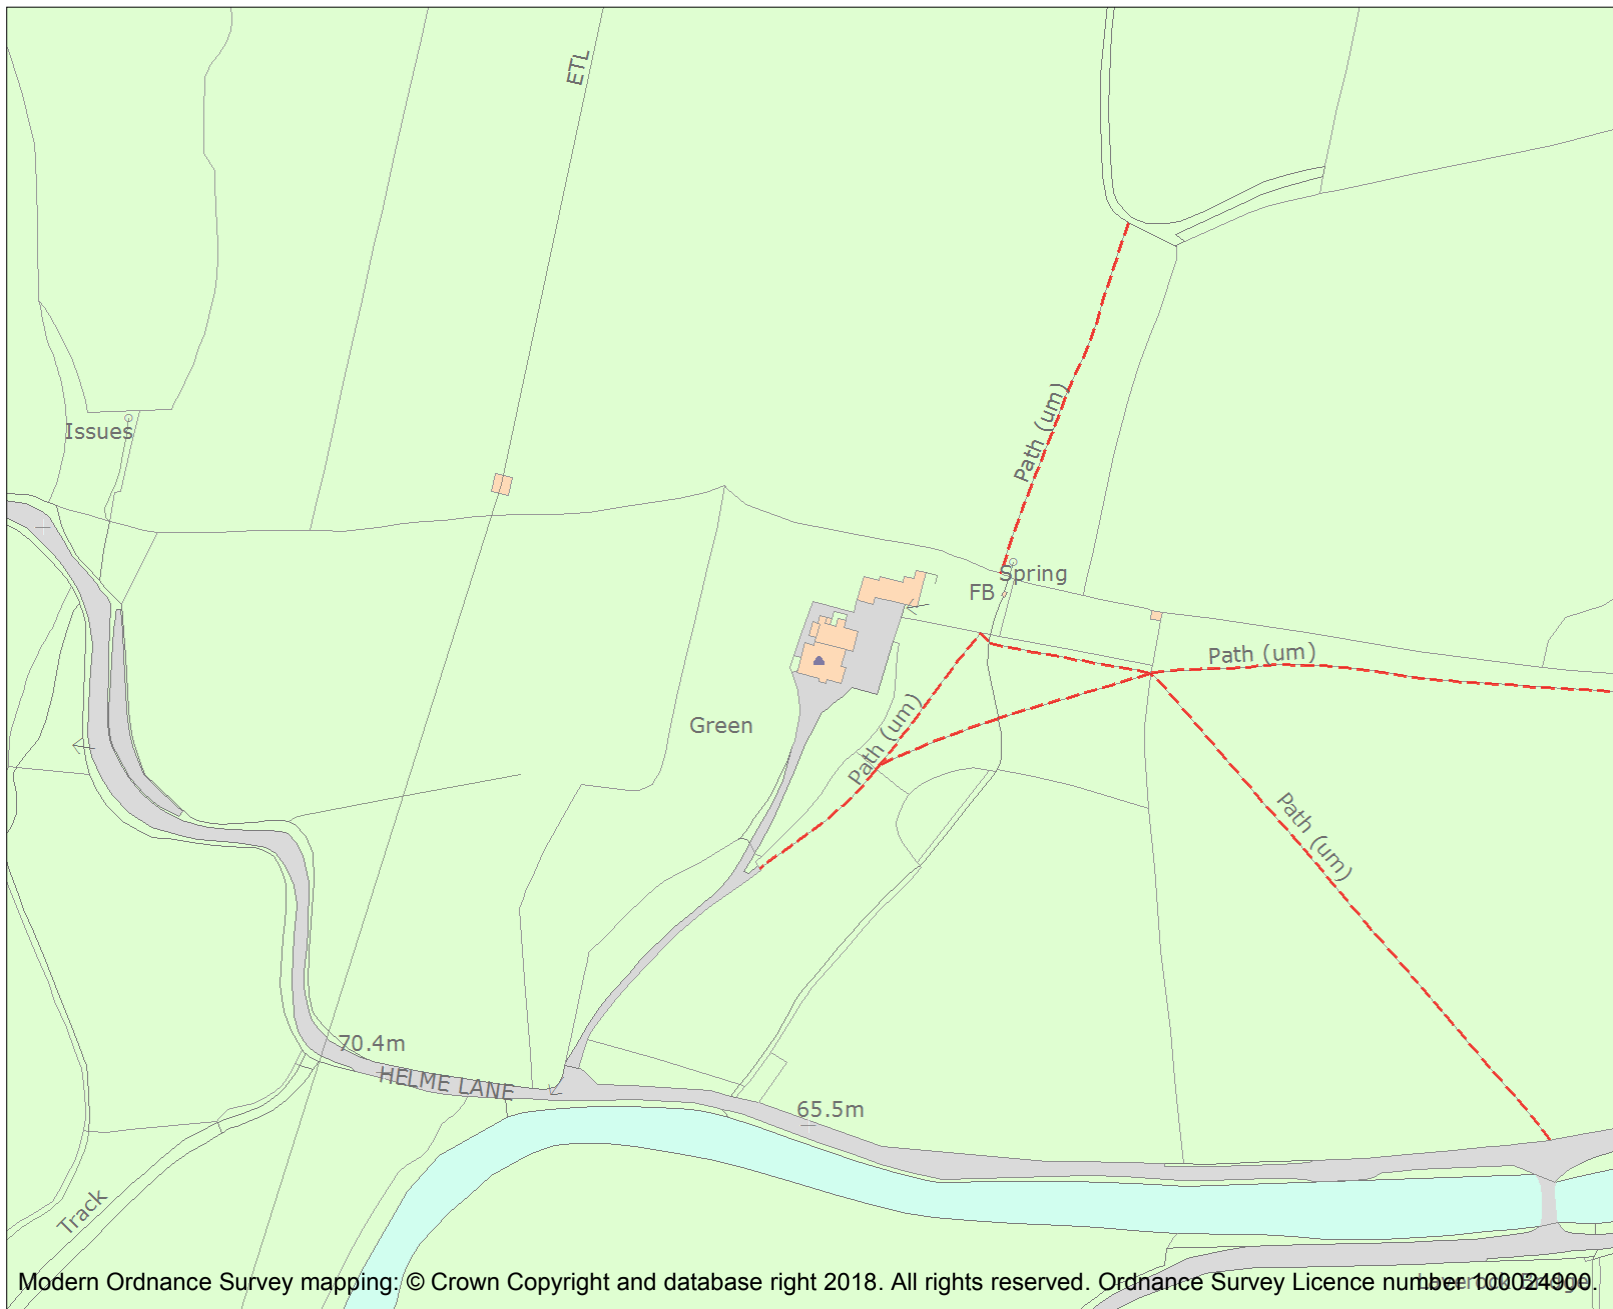 ETL
Path (um)
Issues
Spring
FB
Path (um)
Path (um)
Green
Path (um)
70.4m
HELME LANE
65.5m
Track
Modern Ordnance Survey mapping: © Crown Copyright and database right 2018. All rights reserved. Ordnance Survey Licence number 100024900.